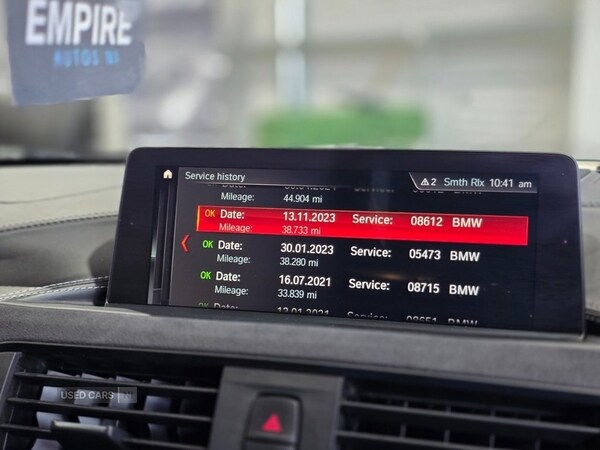 EMPIRE
AUTOS NI
Service history
2 Smth Rlx 10:41 am
Mileage: 44.904 mi
OK Date: 13.11.2023 Service: 08612 BMW
Mileage: 38.733 mi
OK Date: 30.01.2023 Service: 05473 BMW
Mileage: 38.280 mi
OK Date: 16.07.2021 Service: 08715 BMW
Mileage: 33.839 mi
USED CARS NI